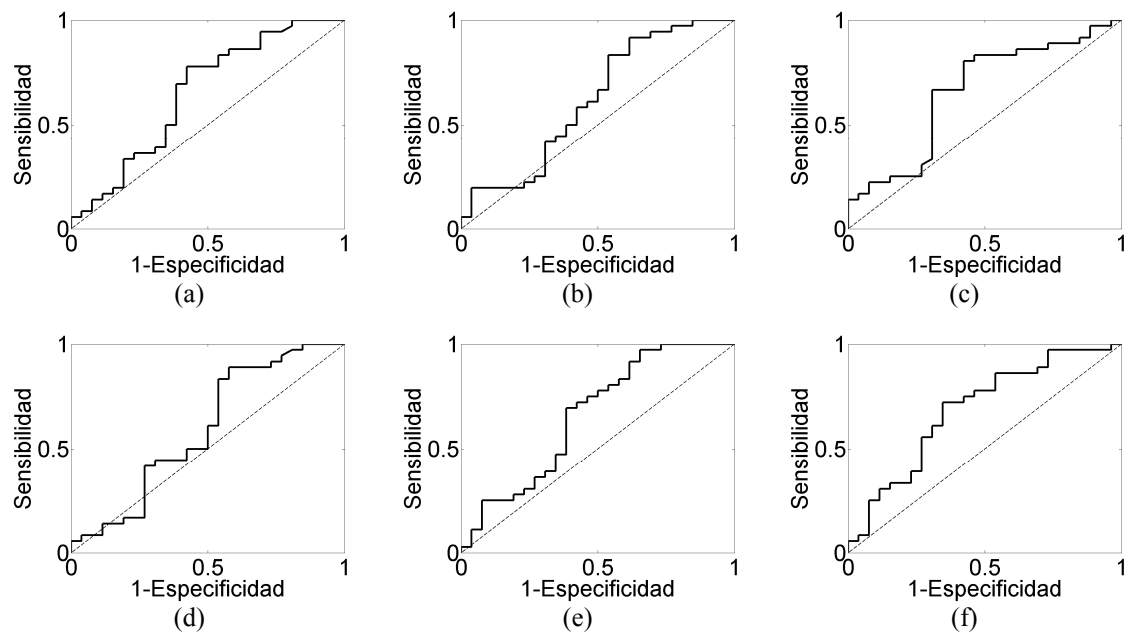 1 1 1
Sensibilidad Sensibilidad Sensibilidad
0.5 0.5 0.5
0 0 0
0 0.5 1 0 0.5 1 0 0.5 1
1-Especificidad 1-Especificidad 1-Especificidad
(a) (b) (c)
1 1 1
Sensibilidad Sensibilidad Sensibilidad
0.5 0.5 0.5
0 0 0
0 0.5 1 0 0.5 1 0 0.5 1
1-Especificidad 1-Especificidad 1-Especificidad
(d) (e) (f)